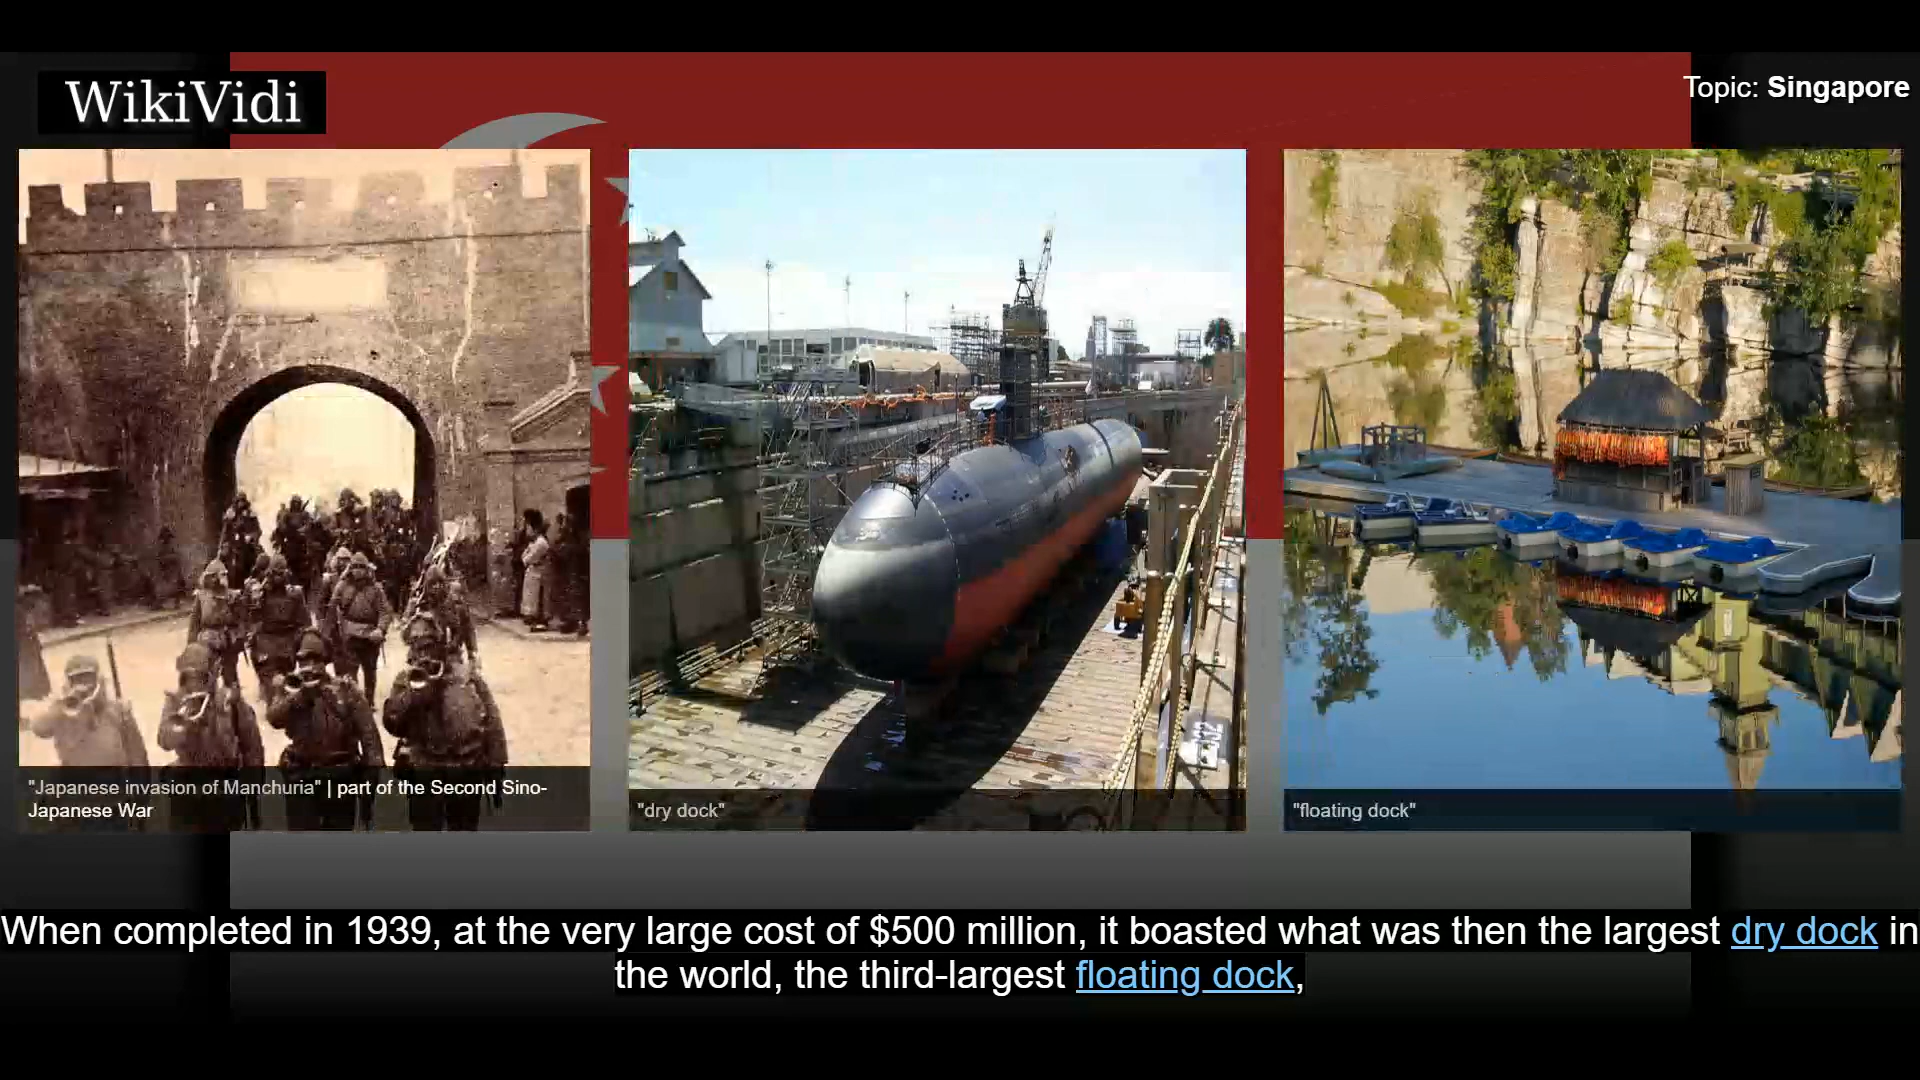 WikiVidi
Topic: Singapore
"Japanese invasion of Manchuria" | part of the Second Sino-
Japanese War
"dry dock"
"floating dock"
When completed in 1939, at the very large cost of $500 million, it boasted what was then the largest dry dock in
the world, the third-largest floating dock,